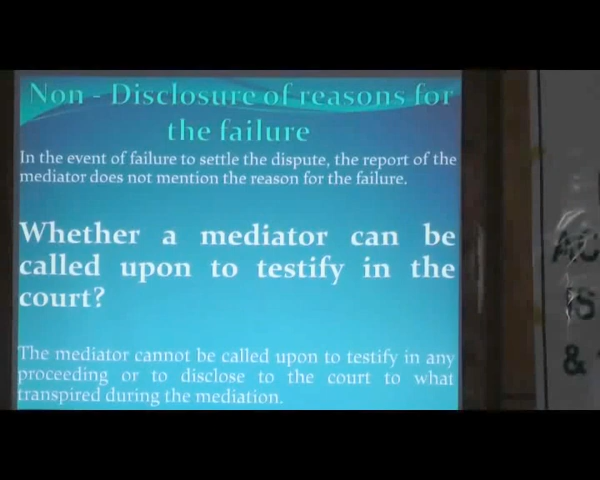 Non - Disclosure of reasons for
the failure
In the event of failure to settle the dispute, the report of the
mediator does not mention the reason for the failure.
Whether a mediator can be
called upon to testify in the
court?
The mediator cannot be called upon to testify in any
proceeding or to disclose to the court to what
transpired during the mediation.
IS
&